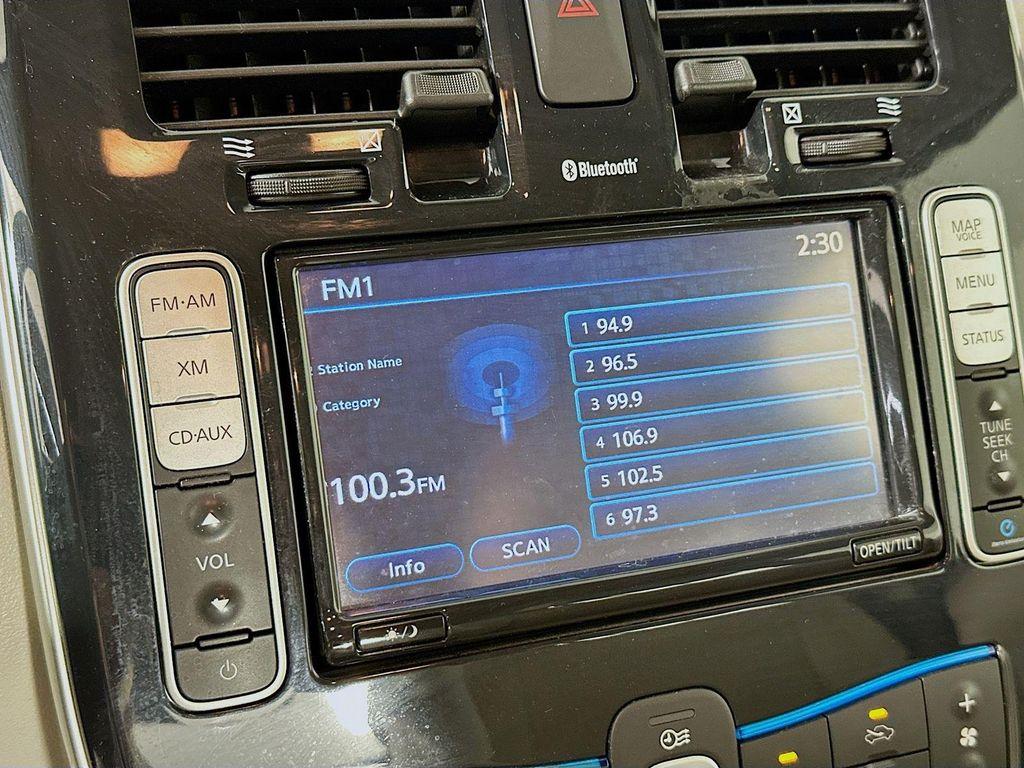 Bluetooth
2:30
FM1
Station Name
Category
100.3FM
1 94.9
2 96.5
3 99.9
4 106.9
5 102.5
6 97.3
Info
SCAN
OPEN/TILT
FM·AM
XM
CD·AUX
VOL
MAP
VOICE
MENU
STATUS
TUNE
SEEK
CH